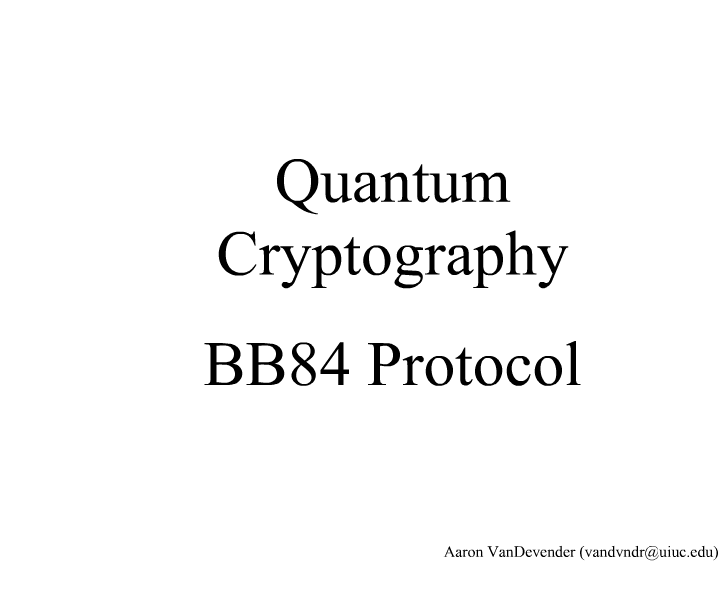 Quantum
Cryptography
BB84 Protocol
Aaron VanDevender (vandvndr@uiuc.edu)